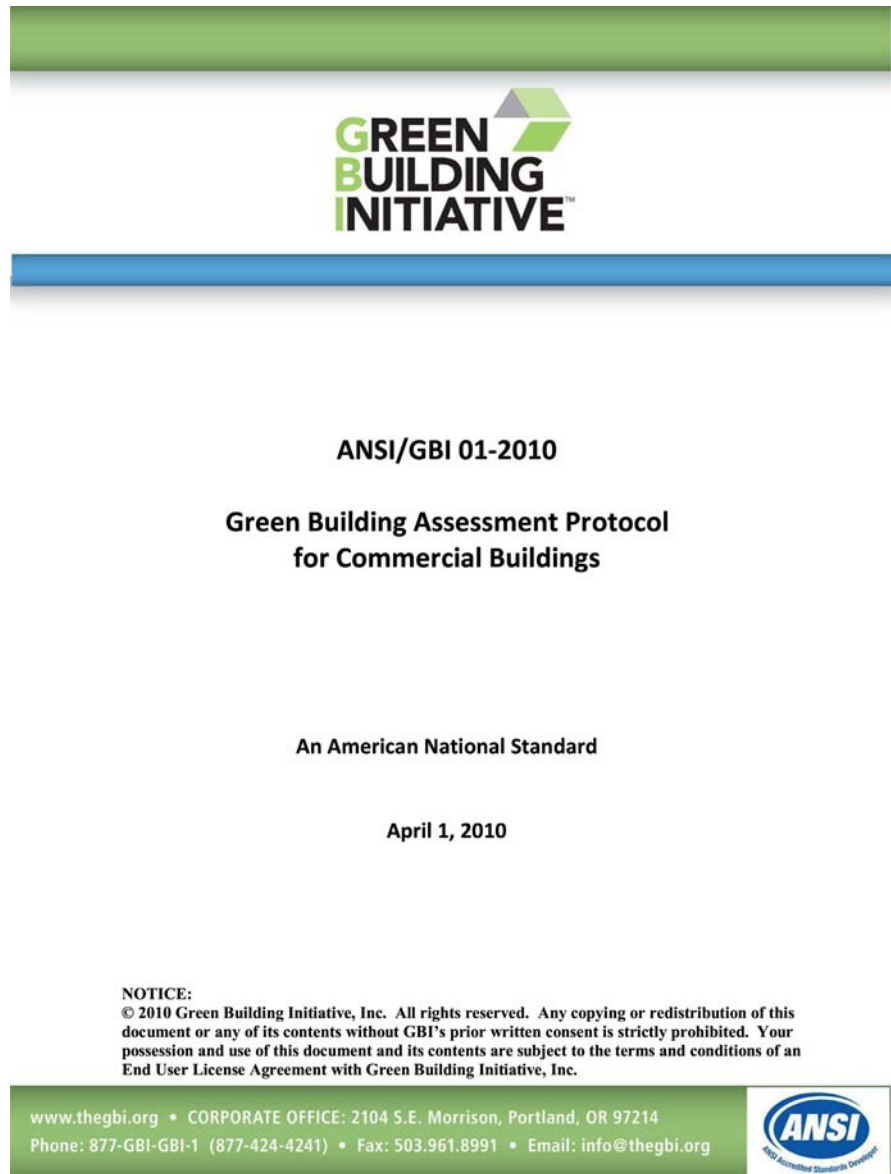 GREEN
BUILDING
INITIATIVE™
ANSI/GBI 01-2010
Green Building Assessment Protocol
for Commercial Buildings
An American National Standard
April 1, 2010
NOTICE:
© 2010 Green Building Initiative, Inc. All rights reserved. Any copying or redistribution of this
document or any of its contents without GBI's prior written consent is strictly prohibited. Your
possession and use of this document and its contents are subject to the terms and conditions of an
End User License Agreement with Green Building Initiative, Inc.
www.thegbi.org • CORPORATE OFFICE: 2104 S.E. Morrison, Portland, OR 97214
Phone: 877-GBI-GBI-1 (877-424-4241) • Fax: 503.961.8991 • Email: info@thegbi.org
ANSI
ANSI Accredited Standards Developer